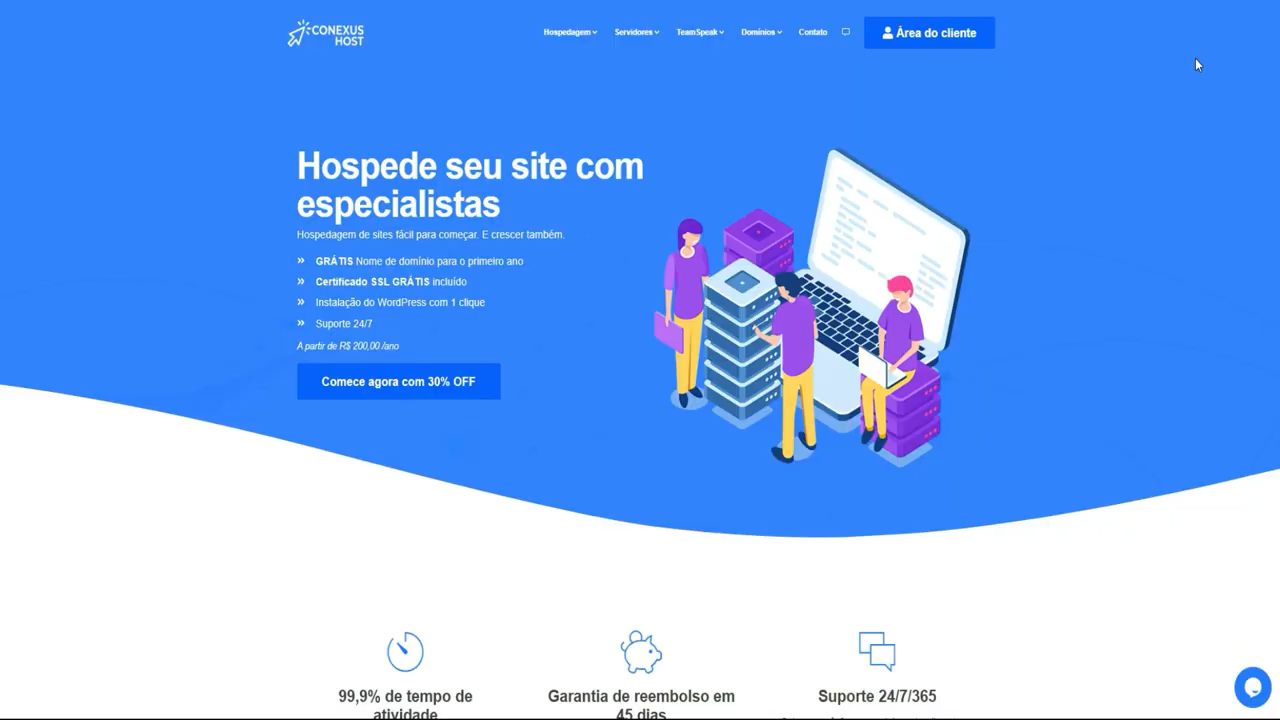 CONEXUS
HOST
Hospedagem
Servidores
TeamSpeak
Domínios
Contato
Área do cliente
Hospede seu site com
especialistas
Hospedagem de sites fácil para começar. E crescer também.
» GRÁTIS Nome de domínio para o primeiro ano
» Certificado SSL GRÁTIS incluído
» Instalação do WordPress com 1 clique
» Suporte 24/7
A partir de R$ 200,00 /ano
Comece agora com 30% OFF
99,9% de tempo de
atividade
Garantia de reembolso em
45 dias
Suporte 24/7/365